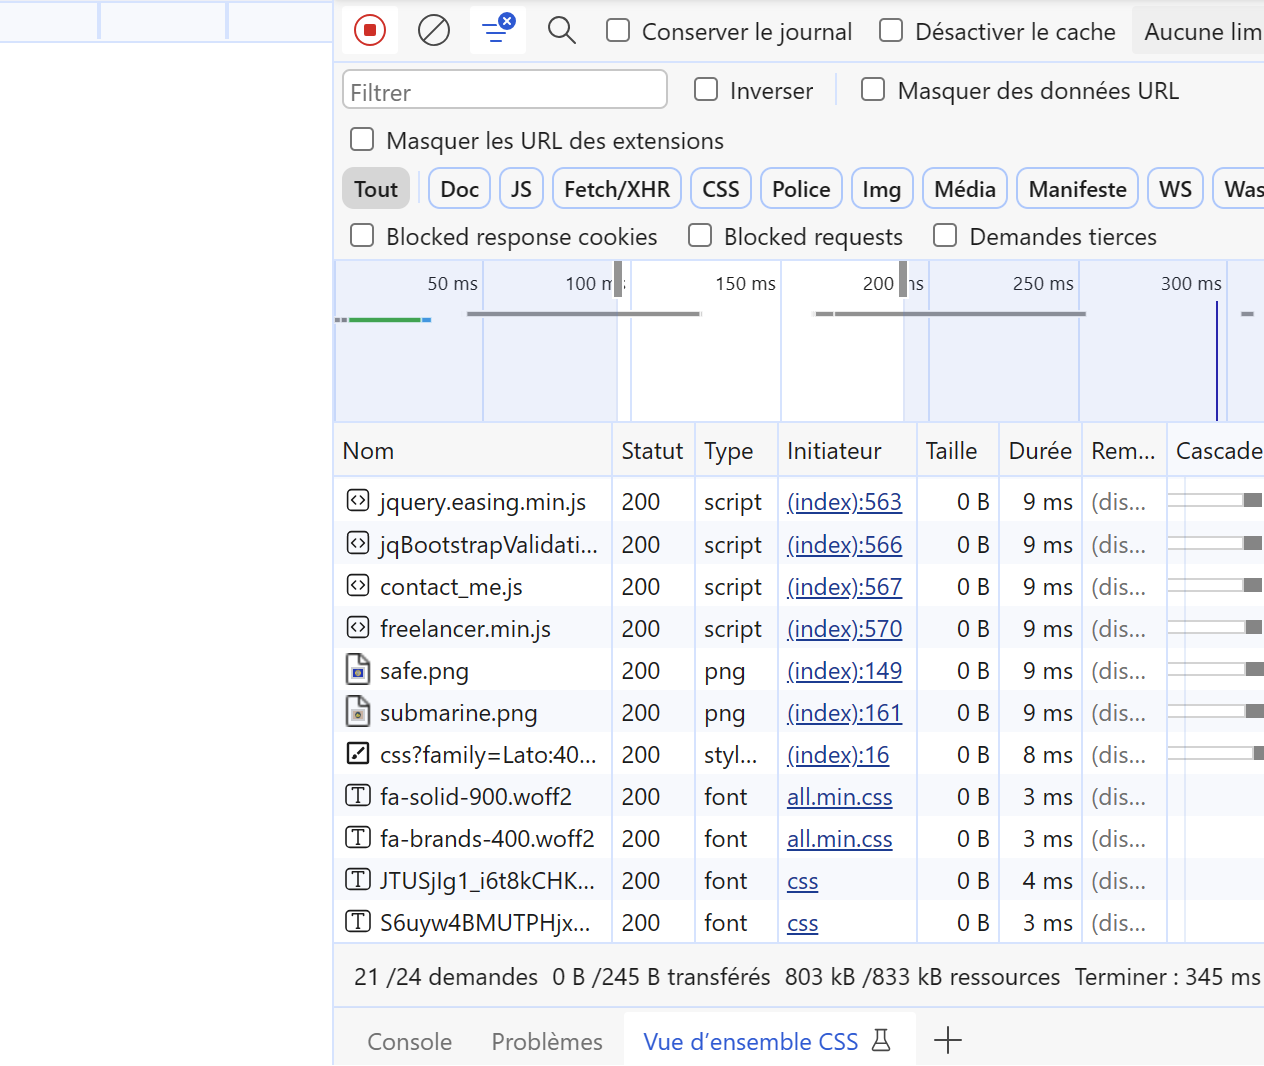 Conserver le journal Désactiver le cache Aucune lim
Filtrer Inverser Masquer des données URL
Masquer les URL des extensions
Tout Doc JS Fetch/XHR CSS Police Img Média Manifeste WS Was
Blocked response cookies Blocked requests Demandes tierces
50 ms 100 ms 150 ms 200 ms 250 ms 300 ms
Nom Statut Type Initiateur Taille Durée Rem... Cascade
jquery.easing.min.js 200 script (index):563 0 B 9 ms (dis...
jqBootstrapValidati... 200 script (index):566 0 B 9 ms (dis...
contact_me.js 200 script (index):567 0 B 9 ms (dis...
freelancer.min.js 200 script (index):570 0 B 9 ms (dis...
safe.png 200 png (index):149 0 B 9 ms (dis...
submarine.png 200 png (index):161 0 B 9 ms (dis...
css?family=Lato:40... 200 styl... (index):16 0 B 8 ms (dis...
fa-solid-900.woff2 200 font all.min.css 0 B 3 ms (dis...
fa-brands-400.woff2 200 font all.min.css 0 B 3 ms (dis...
JTUSjIg1_i6t8kCHK... 200 font css 0 B 4 ms (dis...
S6uyw4BMUTPHjx... 200 font css 0 B 3 ms (dis...
21 /24 demandes 0 B /245 B transférés 803 kB /833 kB ressources Terminer : 345 ms
Console Problèmes Vue d’ensemble CSS